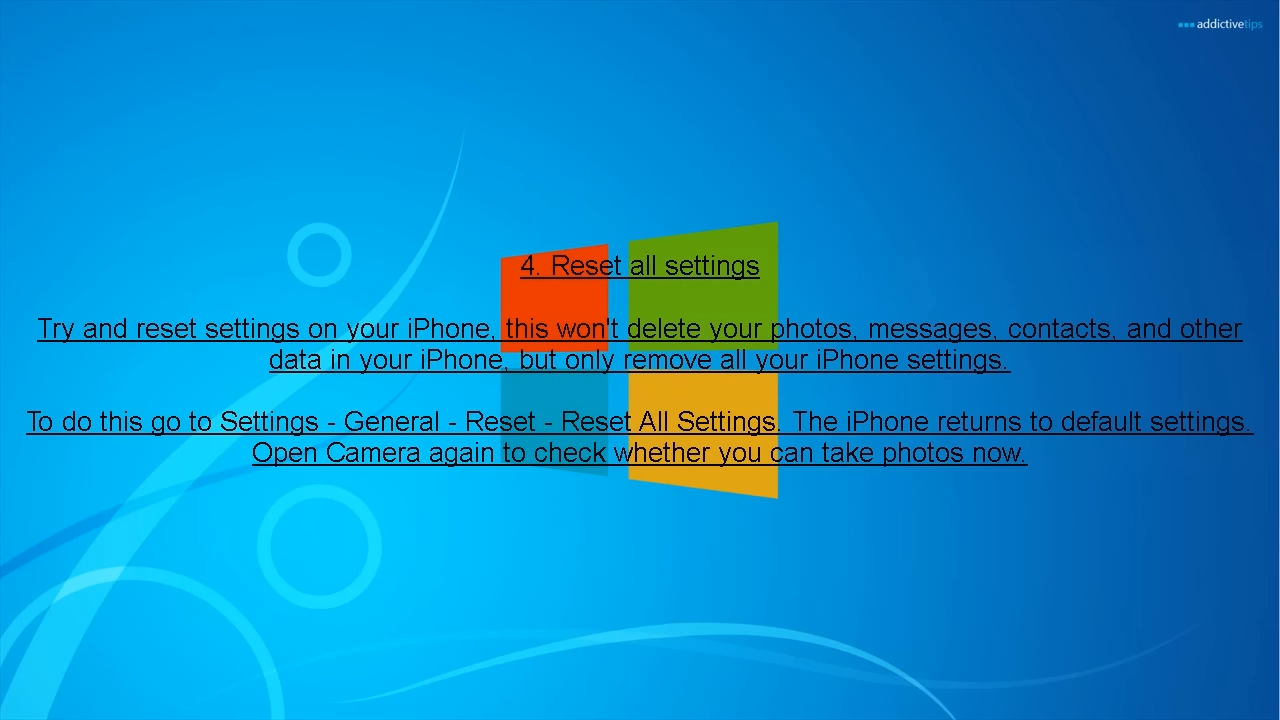 addictivetips
4. Reset all settings
Try and reset settings on your iPhone, this won't delete your photos, messages, contacts, and other
data in your iPhone, but only remove all your iPhone settings.
To do this go to Settings - General - Reset - Reset All Settings. The iPhone returns to default settings.
Open Camera again to check whether you can take photos now.